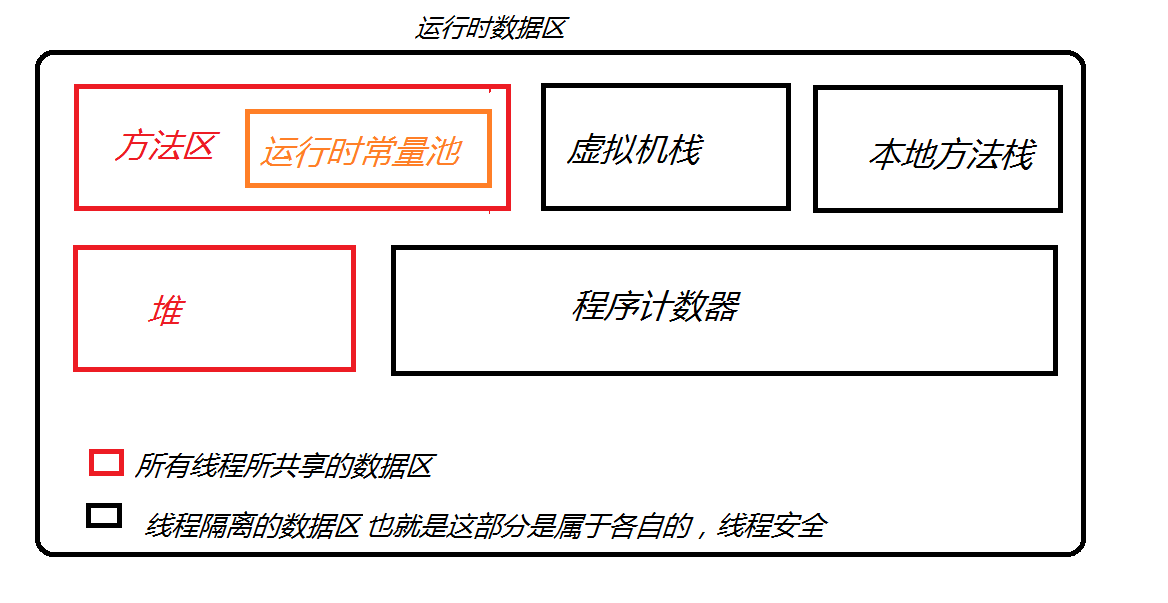 运行时数据区
方法区
运行时常量池
虚拟机栈
本地方法栈
堆
程序计数器
所有线程所共享的数据区
线程隔离的数据区 也就是这部分是属于各自的，线程安全